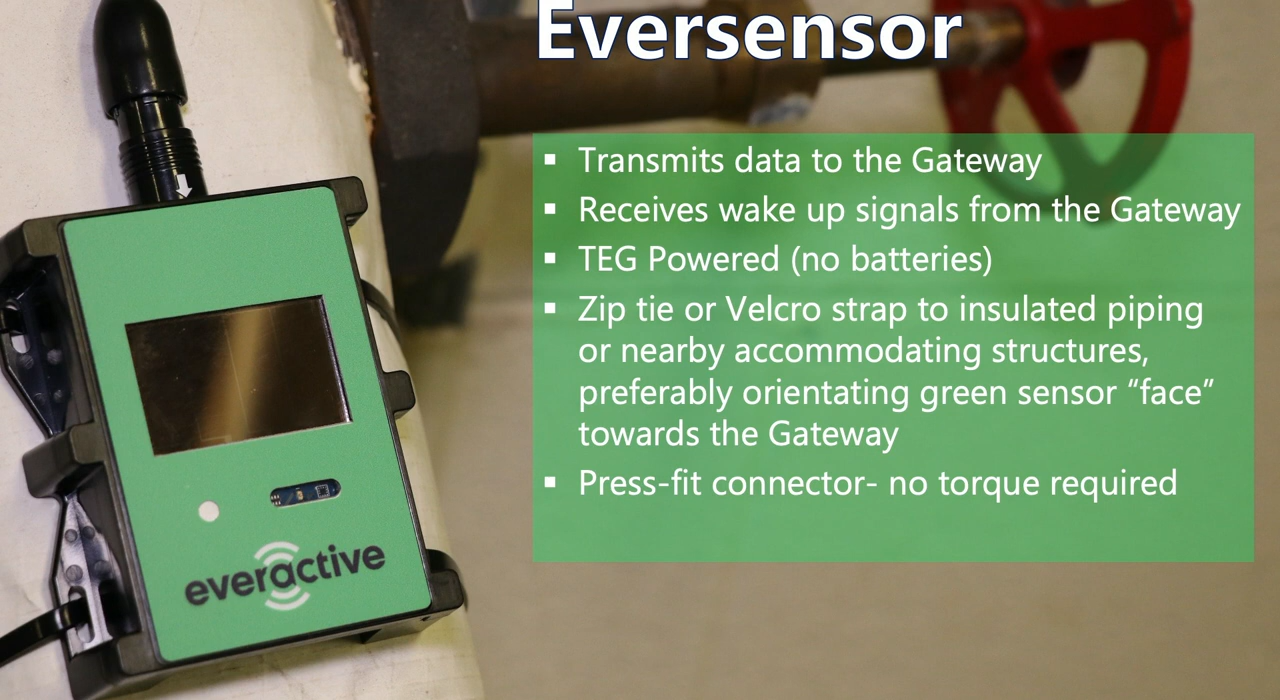 Eversensor
▪ Transmits data to the Gateway
▪ Receives wake up signals from the Gateway
▪ TEG Powered (no batteries)
▪ Zip tie or Velcro strap to insulated piping
or nearby accommodating structures,
preferably orientating green sensor “face”
towards the Gateway
▪ Press-fit connector- no torque required
everactive